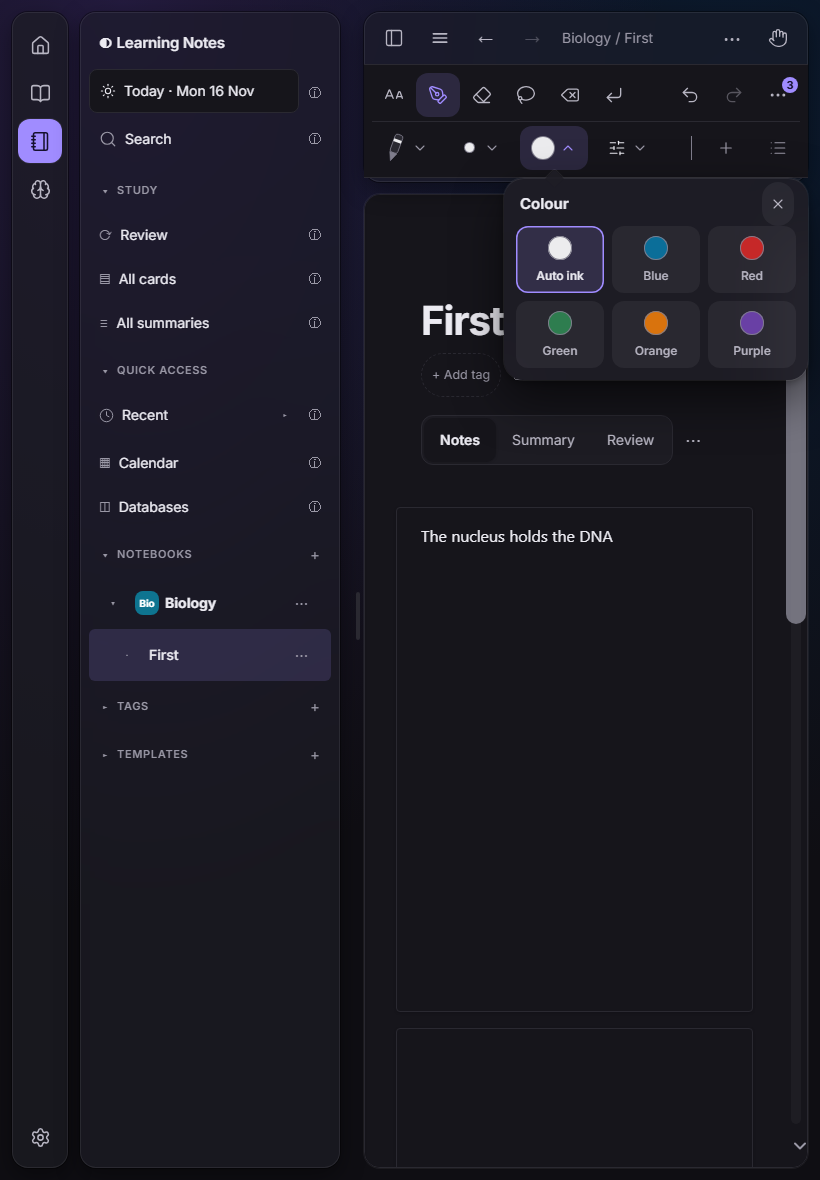 Learning Notes
Today · Mon 16 Nov
Search
STUDY
Review
All cards
All summaries
QUICK ACCESS
Recent
Calendar
Databases
NOTEBOOKS
Bio Biology
First
TAGS
TEMPLATES
Biology / First
AA
3
Colour
Auto ink
Blue
Red
Green
Orange
Purple
First
+ Add tag
Notes
Summary
Review
The nucleus holds the DNA